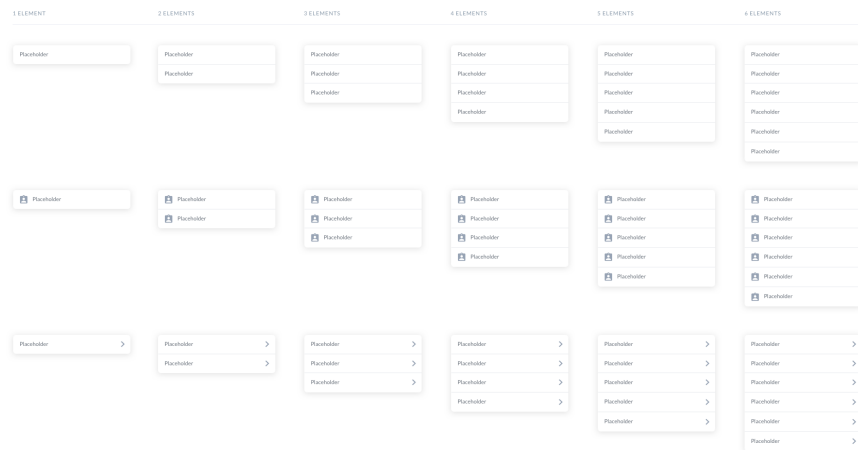 1 ELEMENT 2 ELEMENTS 3 ELEMENTS 4 ELEMENTS 5 ELEMENTS 6 ELEMENTS
Placeholder Placeholder Placeholder Placeholder Placeholder Placeholder
Placeholder Placeholder Placeholder Placeholder Placeholder
Placeholder Placeholder Placeholder Placeholder
Placeholder Placeholder Placeholder
Placeholder Placeholder
Placeholder
Placeholder Placeholder Placeholder Placeholder Placeholder Placeholder
Placeholder Placeholder Placeholder Placeholder Placeholder
Placeholder Placeholder Placeholder Placeholder
Placeholder Placeholder Placeholder
Placeholder Placeholder
Placeholder
Placeholder Placeholder Placeholder Placeholder Placeholder Placeholder
Placeholder Placeholder Placeholder Placeholder Placeholder
Placeholder Placeholder Placeholder Placeholder
Placeholder Placeholder Placeholder
Placeholder Placeholder
Placeholder